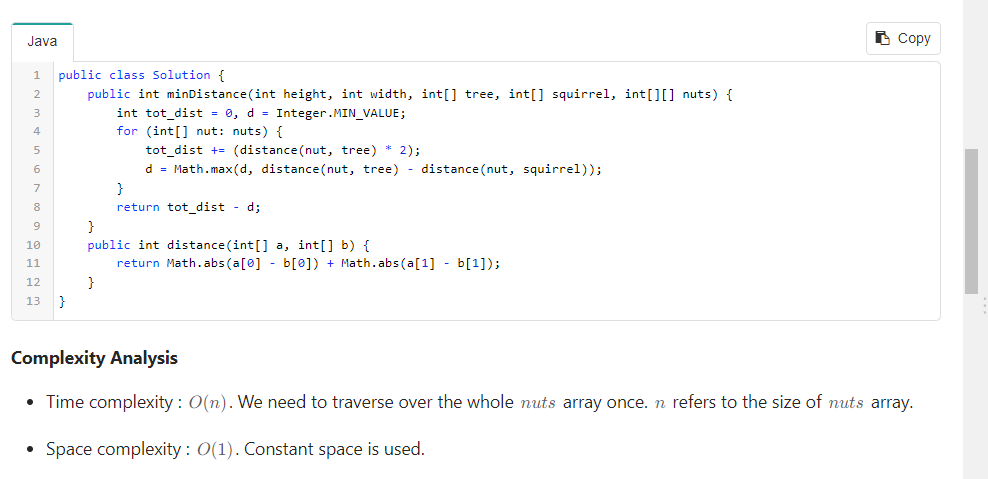 Java
Copy
1 public class Solution {
2     public int minDistance(int height, int width, int[] tree, int[] squirrel, int[][] nuts) {
3         int tot_dist = 0, d = Integer.MIN_VALUE;
4         for (int[] nut: nuts) {
5             tot_dist += (distance(nut, tree) * 2);
6             d = Math.max(d, distance(nut, tree) - distance(nut, squirrel));
7         }
8         return tot_dist - d;
9     }
10     public int distance(int[] a, int[] b) {
11         return Math.abs(a[0] - b[0]) + Math.abs(a[1] - b[1]);
12     }
13 }
Complexity Analysis
• Time complexity : O(n). We need to traverse over the whole nuts array once. n refers to the size of nuts array.
• Space complexity : O(1). Constant space is used.